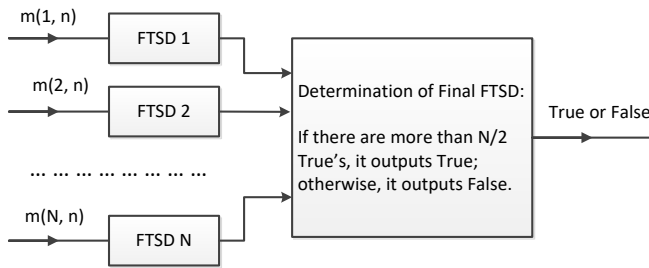 m(1, n)
FTSD 1
m(2, n)
FTSD 2
... ... ... ... ... ... ... ...
m(N, n)
FTSD N
Determination of Final FTSD:
If there are more than N/2
True's, it outputs True;
otherwise, it outputs False.
True or False